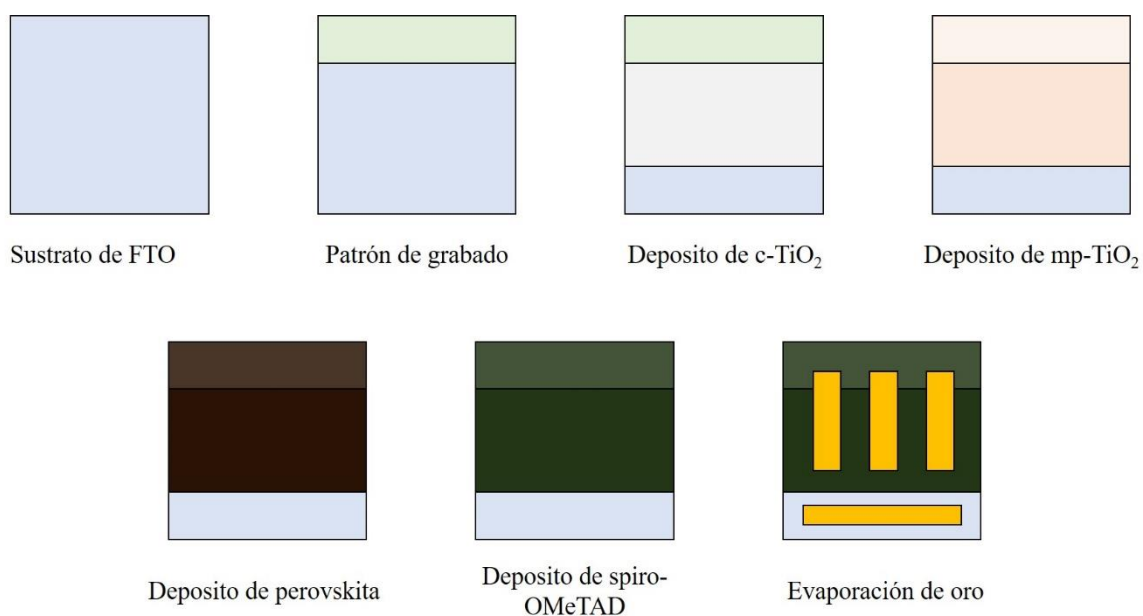 Sustrato de FTO
Patrón de grabado
Deposito de c-TiO₂
Deposito de mp-TiO₂
Deposito de perovskita
Deposito de spiro-
OMeTAD
Evaporación de oro